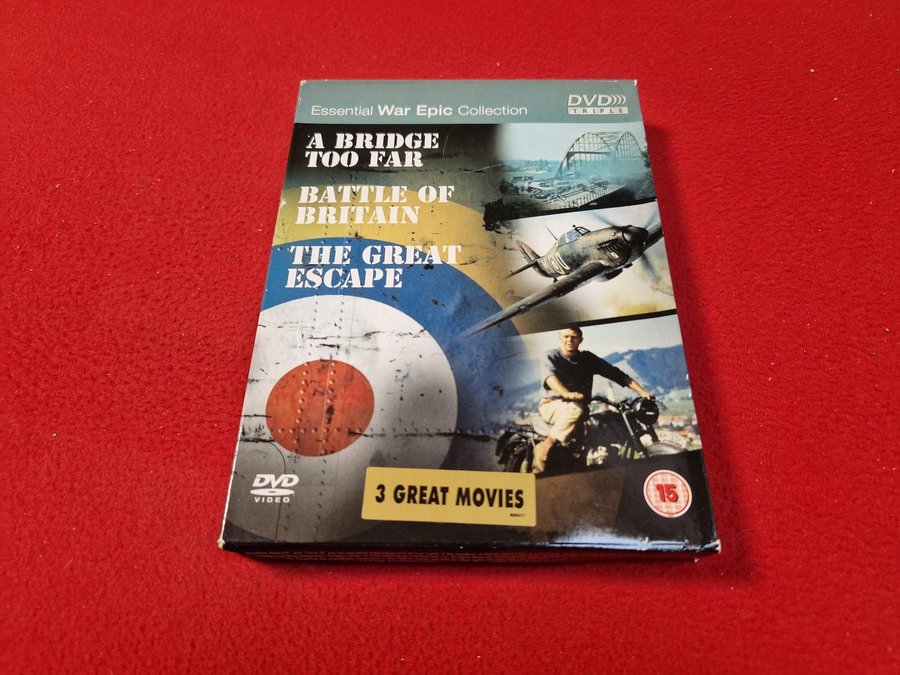 Essential War Epic Collection
DVD
TRIPLE
A BRIDGE
TOO FAR
BATTLE OF
BRITAIN
THE GREAT
ESCAPE
DVD
VIDEO
3 GREAT MOVIES
15